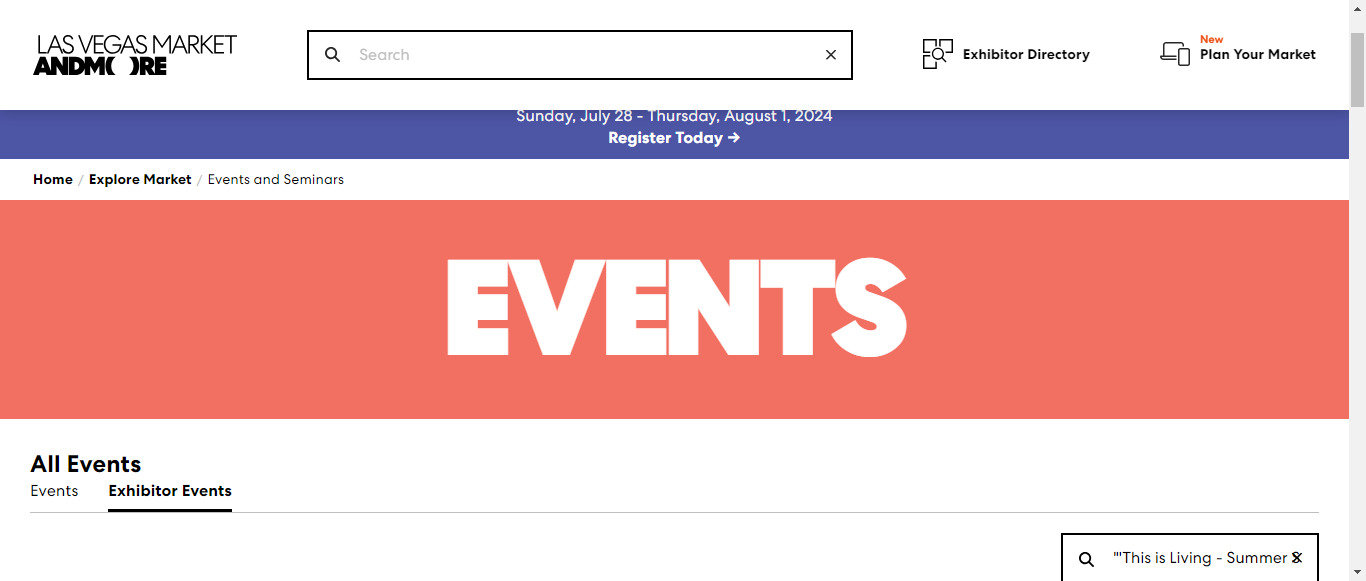 LAS VEGAS MARKET
ANDMORE
Search
Exhibitor Directory
New
Plan Your Market
Sunday, July 28 - Thursday, August 1, 2024
Register Today →
Home / Explore Market / Events and Seminars
EVENTS
All Events
Events
Exhibitor Events
"'This is Living - Summer